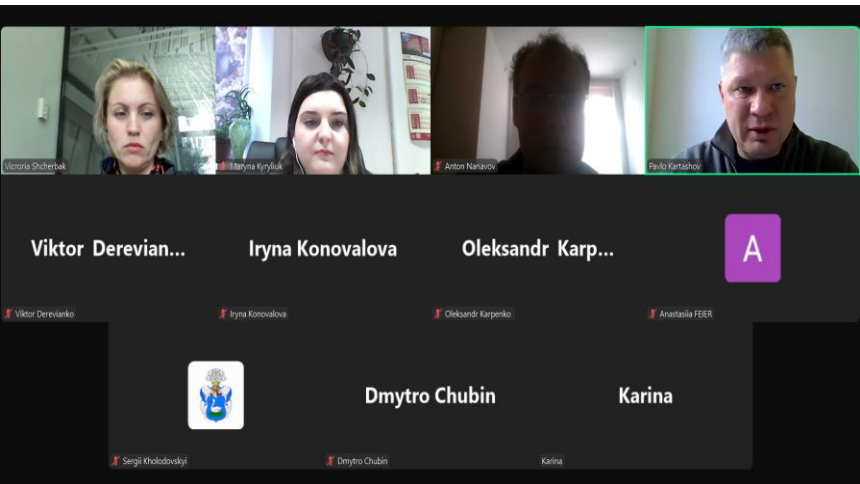 Vicroria Shcherbak
Maryna Kyryliuk
Anton Nanavov
Pavlo Kartashov
Viktor Derevian...
Iryna Konovalova
Oleksandr Karp...
A
Viktor Derevianko
Iryna Konovalova
Oleksandr Karpenko
Anastasiia FEIER
Dmytro Chubin
Karina
Sergii Kholodovskyi
Dmytro Chubin
Karina